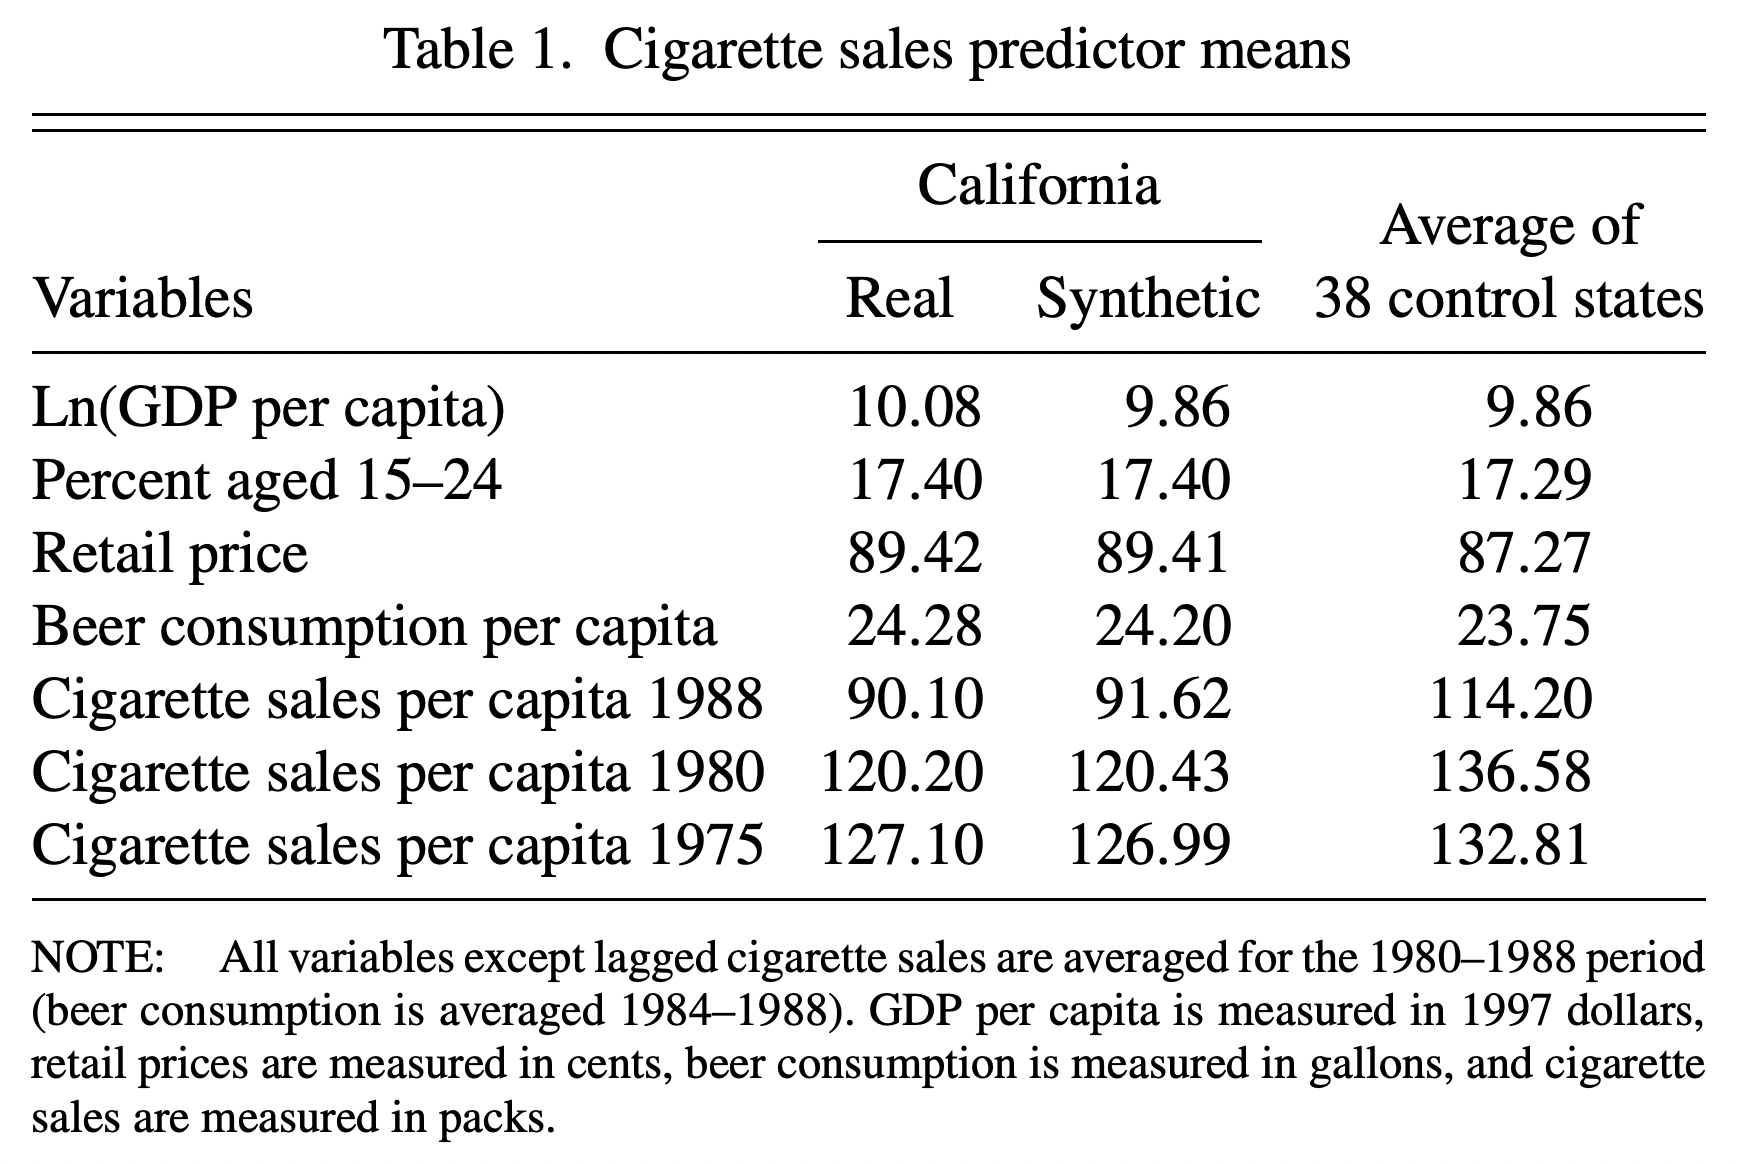 Table 1. Cigarette sales predictor means
California
Average of
Variables Real Synthetic 38 control states
Ln(GDP per capita) 10.08 9.86 9.86
Percent aged 15–24 17.40 17.40 17.29
Retail price 89.42 89.41 87.27
Beer consumption per capita 24.28 24.20 23.75
Cigarette sales per capita 1988 90.10 91.62 114.20
Cigarette sales per capita 1980 120.20 120.43 136.58
Cigarette sales per capita 1975 127.10 126.99 132.81
NOTE: All variables except lagged cigarette sales are averaged for the 1980–1988 period
(beer consumption is averaged 1984–1988). GDP per capita is measured in 1997 dollars,
retail prices are measured in cents, beer consumption is measured in gallons, and cigarette
sales are measured in packs.